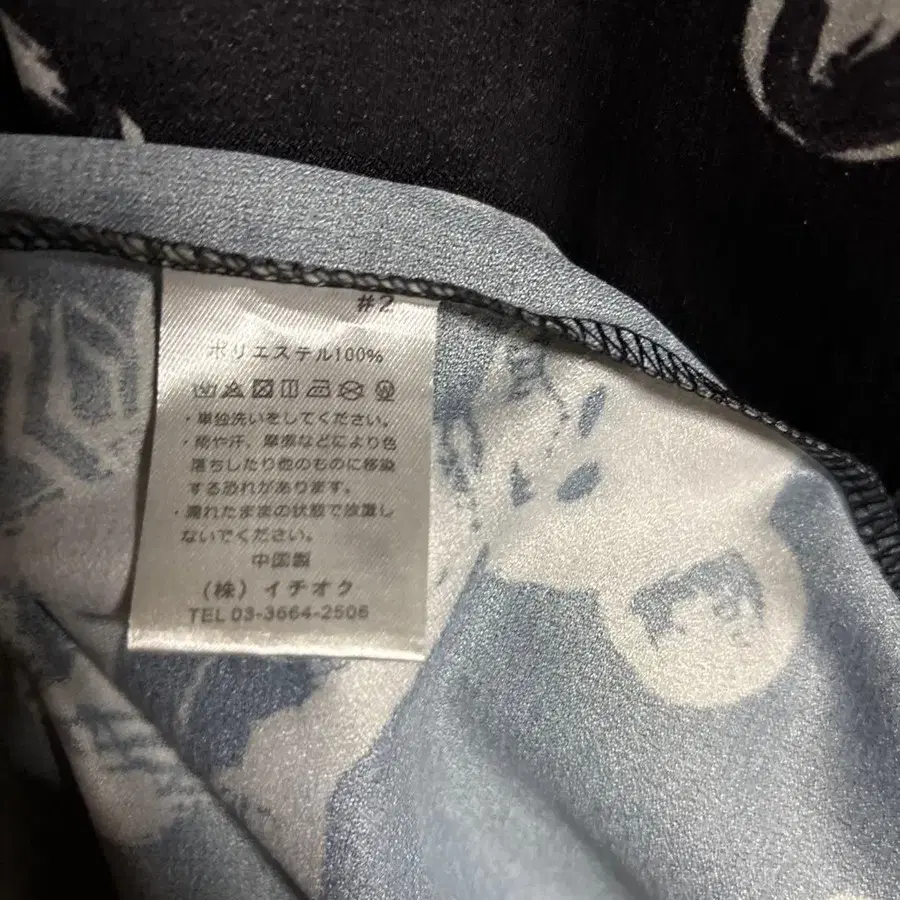 #2
ポリエステル100%
・単独洗いをしてください。
・雨や汗、摩擦などにより色
落ちしたり他のものに移染
する恐れがあります。
・濡れたままの状態で放置し
ないでください。
中国製
(株)イチオク
TEL 03-3664-2506